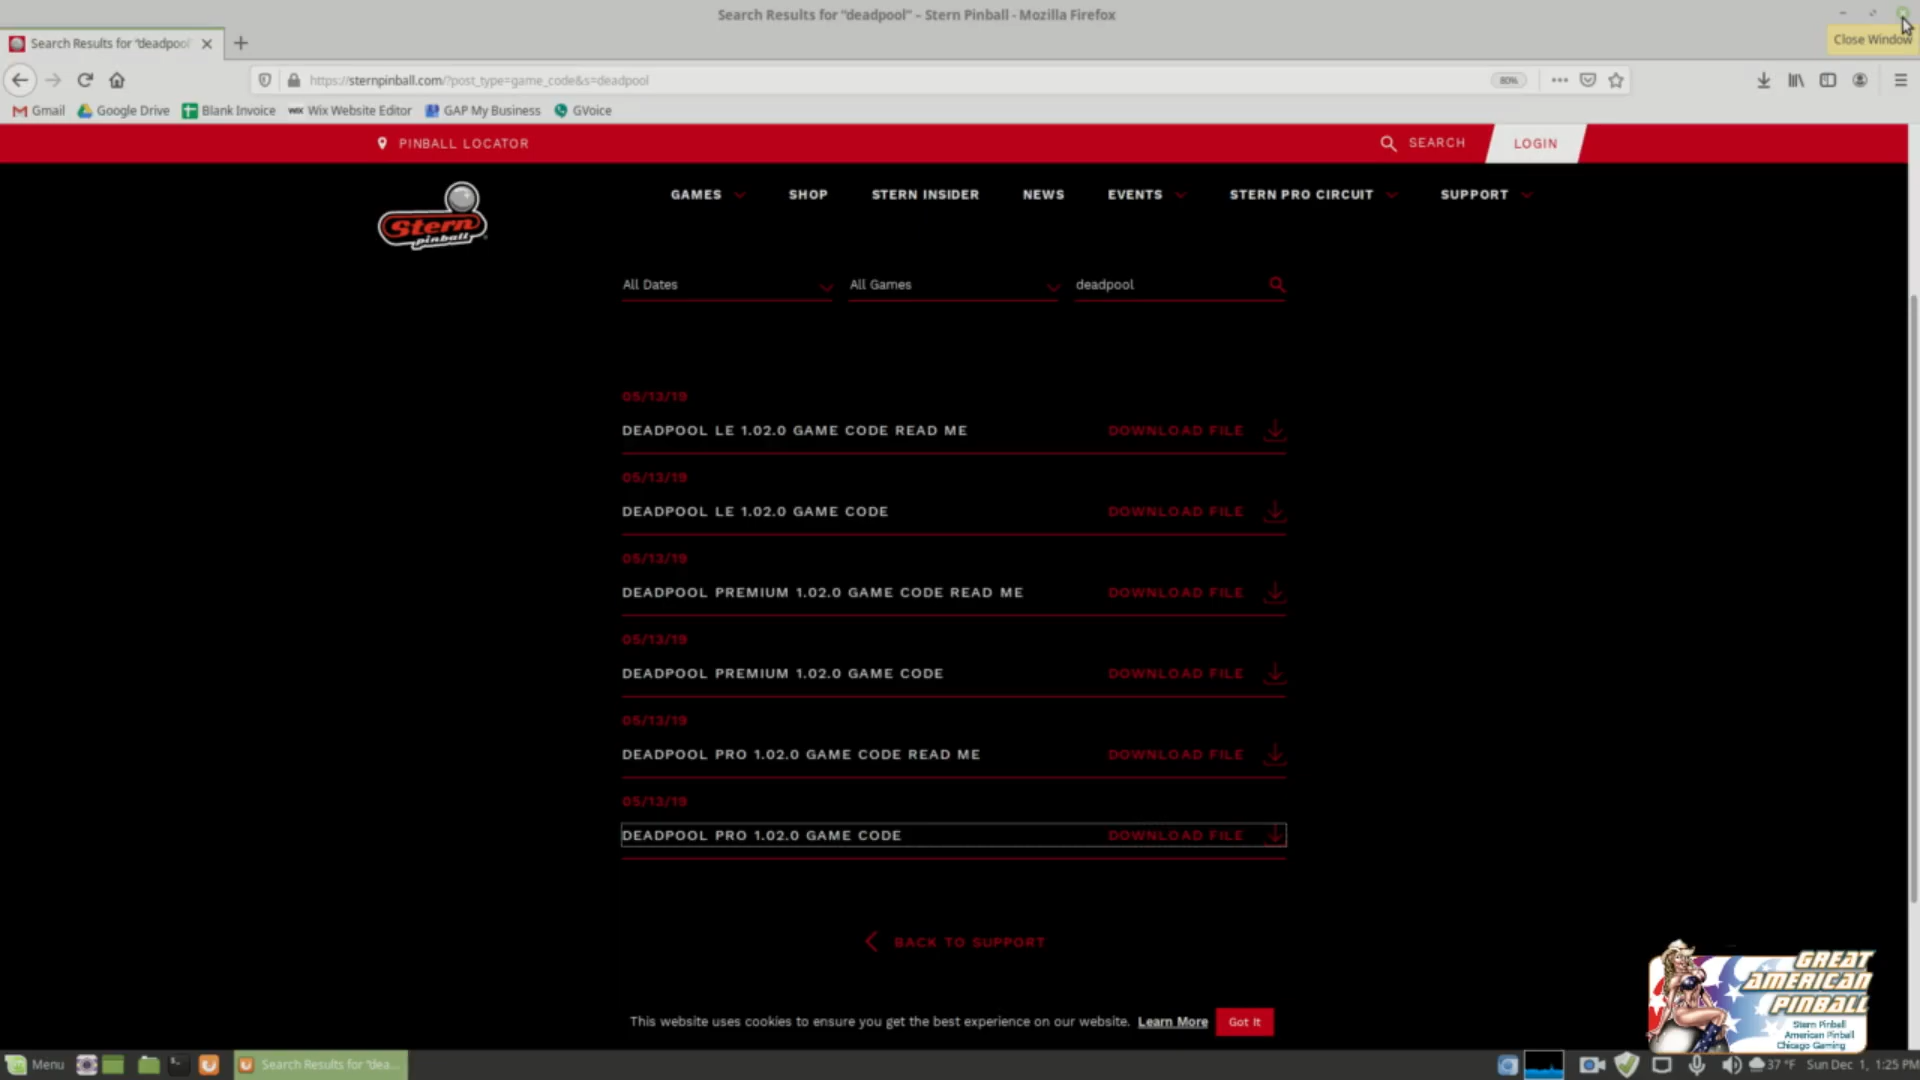 Search Results for “deadpool” – Stern Pinball - Mozilla Firefox
Search Results for “deadpool”
Close Window
https://sternpinball.com/?post_type=game_code&s=deadpool
80%
Gmail Google Drive Blank Invoice WIX Wix Website Editor GAP My Business GVoice
PINBALL LOCATOR SEARCH LOGIN
Stern
pinball
GAMES SHOP STERN INSIDER NEWS EVENTS STERN PRO CIRCUIT SUPPORT
All Dates All Games deadpool
05/13/19
DEADPOOL LE 1.02.0 GAME CODE READ ME DOWNLOAD FILE
05/13/19
DEADPOOL LE 1.02.0 GAME CODE DOWNLOAD FILE
05/13/19
DEADPOOL PREMIUM 1.02.0 GAME CODE READ ME DOWNLOAD FILE
05/13/19
DEADPOOL PREMIUM 1.02.0 GAME CODE DOWNLOAD FILE
05/13/19
DEADPOOL PRO 1.02.0 GAME CODE READ ME DOWNLOAD FILE
05/13/19
DEADPOOL PRO 1.02.0 GAME CODE DOWNLOAD FILE
BACK TO SUPPORT
This website uses cookies to ensure you get the best experience on our website. Learn More Got It
GREAT
AMERICAN
PINBALL
Stern Pinball
American Pinball
Chicago Gaming
Menu Search Results for “dea... 37 °F Sun Dec 1, 1:25 PM